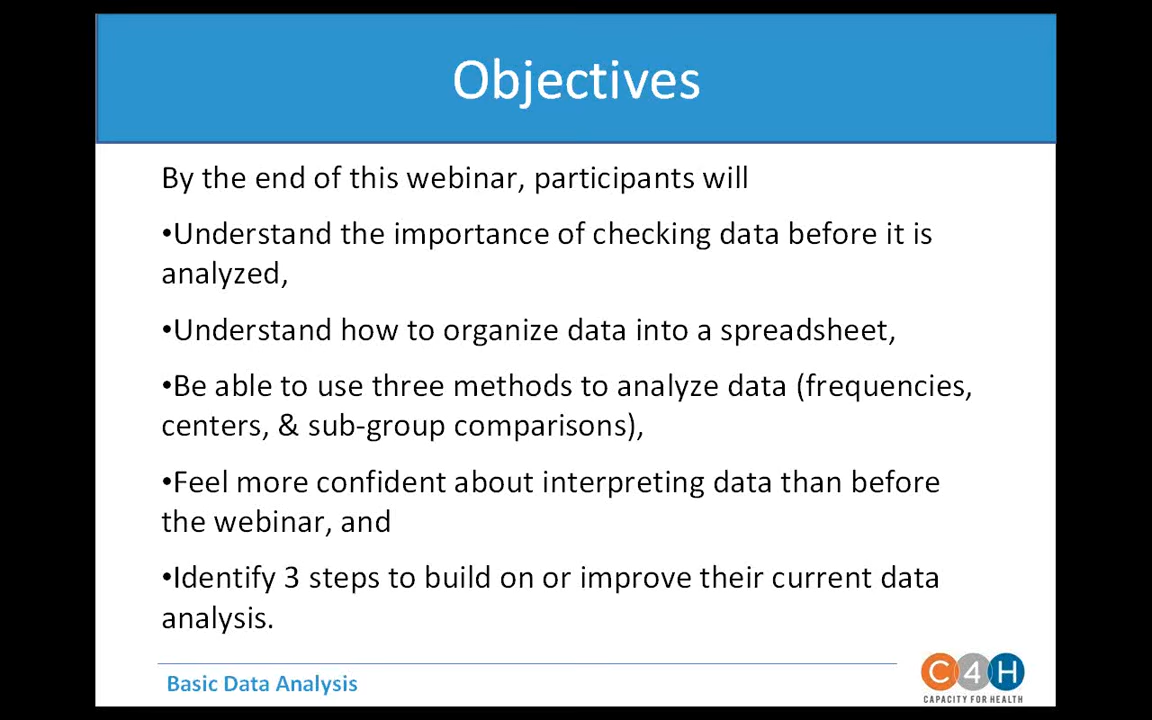 Objectives
By the end of this webinar, participants will
•Understand the importance of checking data before it is
analyzed,
•Understand how to organize data into a spreadsheet,
•Be able to use three methods to analyze data (frequencies,
centers, & sub-group comparisons),
•Feel more confident about interpreting data than before
the webinar, and
•Identify 3 steps to build on or improve their current data
analysis.
Basic Data Analysis
C4H
CAPACITY FOR HEALTH